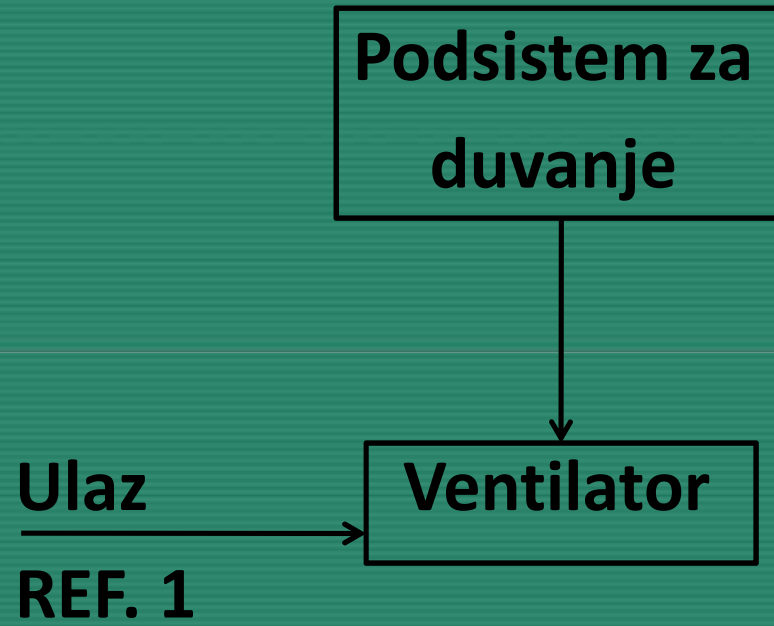 Podsistem za
duvanje
Ulaz
Ventilator
REF. 1